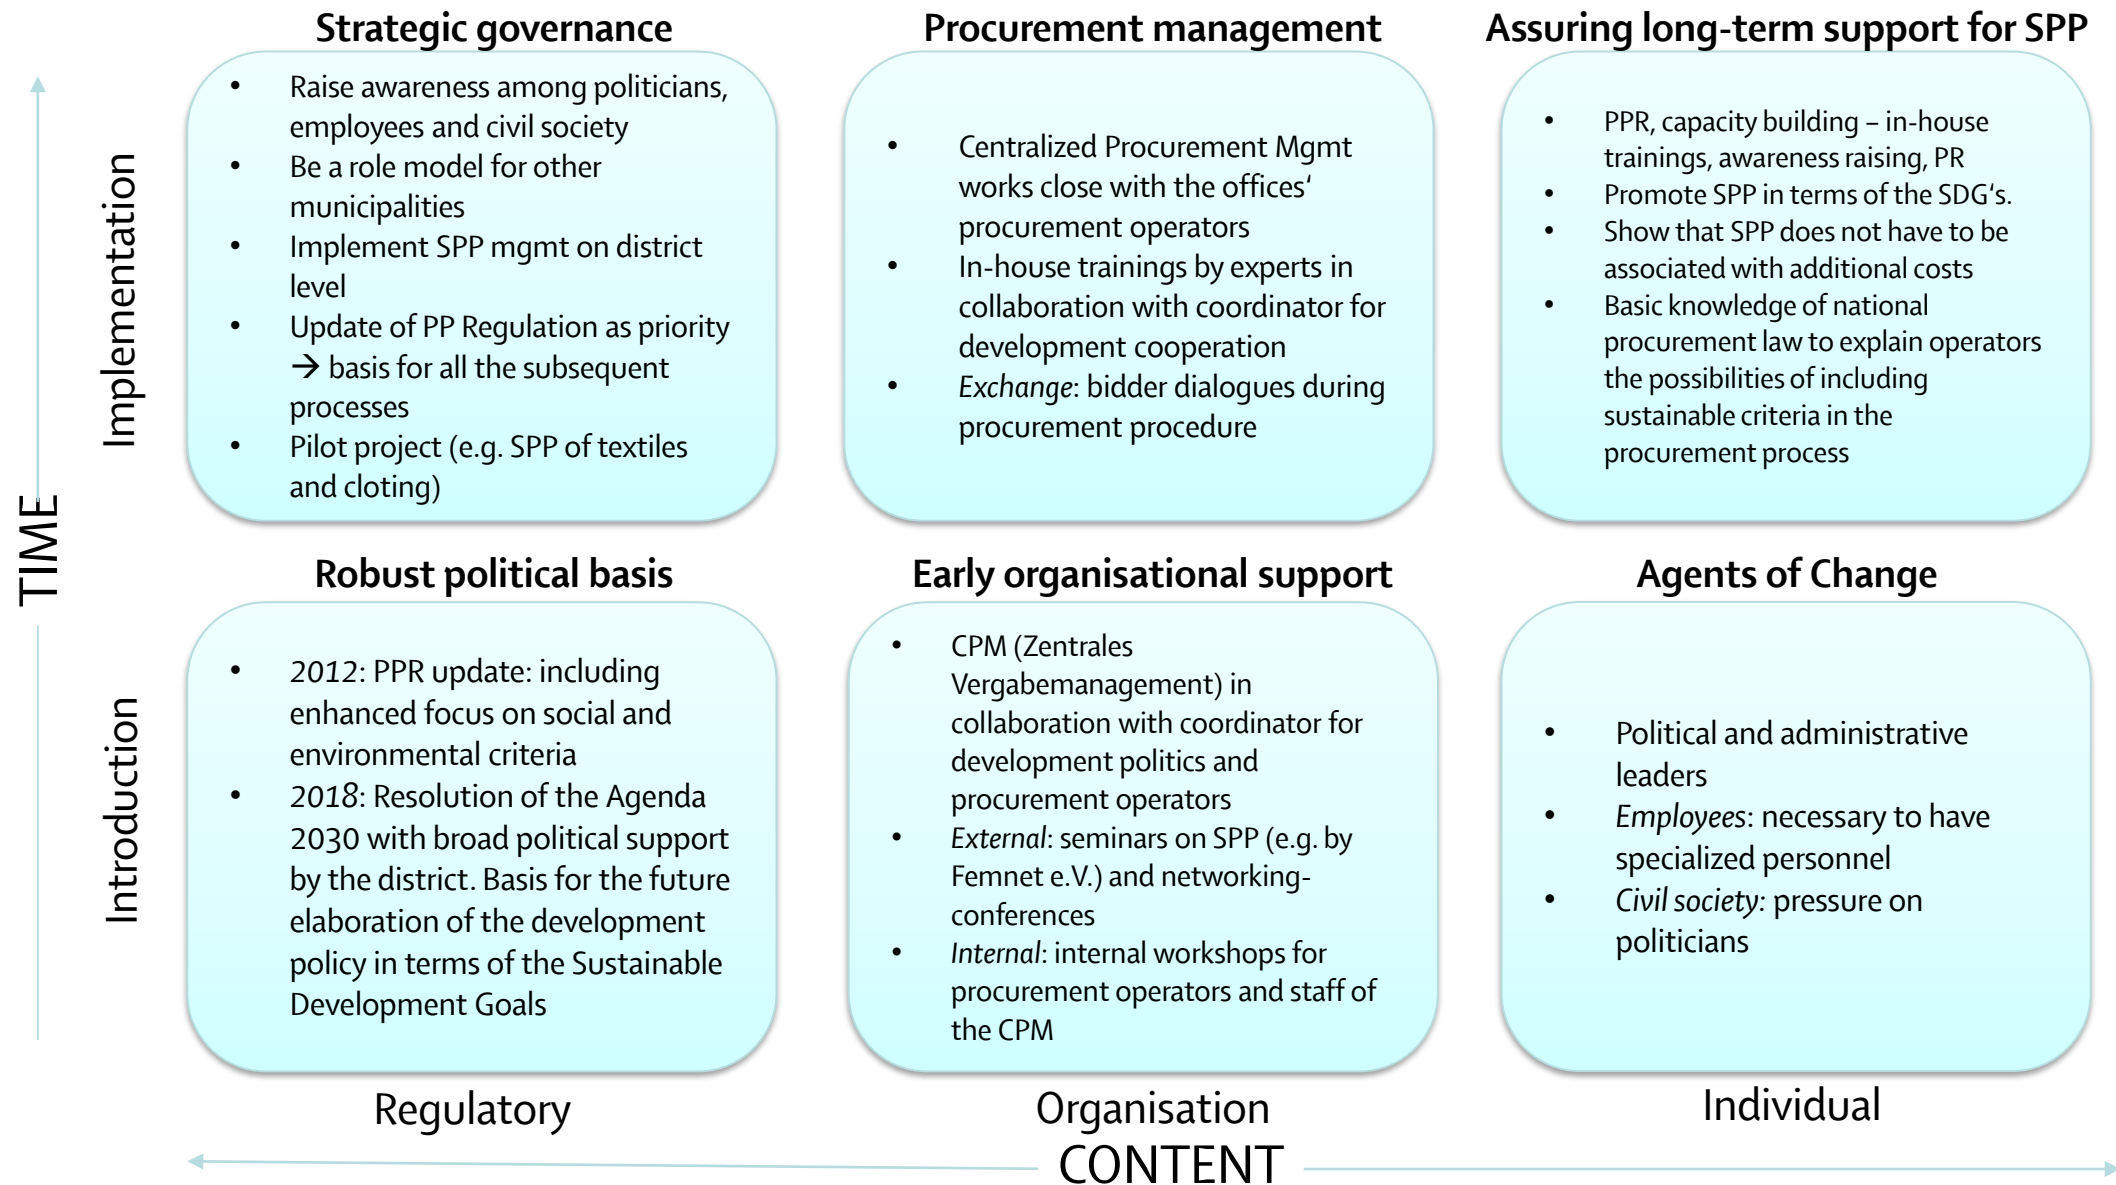 Strategic governance
• Raise awareness among politicians,
employees and civil society
• Be a role model for other
municipalities
• Implement SPP mgmt on district
level
• Update of PP Regulation as priority
→ basis for all the subsequent
processes
• Pilot project (e.g. SPP of textiles
and cloting)
Procurement management
• Centralized Procurement Mgmt
works close with the offices‘
procurement operators
• In-house trainings by experts in
collaboration with coordinator for
development cooperation
• Exchange: bidder dialogues during
procurement procedure
Assuring long-term support for SPP
• PPR, capacity building – in-house
trainings, awareness raising, PR
• Promote SPP in terms of the SDG‘s.
• Show that SPP does not have to be
associated with additional costs
• Basic knowledge of national
procurement law to explain operators
the possibilities of including
sustainable criteria in the
procurement process
Implementation
TIME
Introduction
Robust political basis
• 2012: PPR update: including
enhanced focus on social and
environmental criteria
• 2018: Resolution of the Agenda
2030 with broad political support
by the district. Basis for the future
elaboration of the development
policy in terms of the Sustainable
Development Goals
Early organisational support
• CPM (Zentrales
Vergabemanagement) in
collaboration with coordinator for
development politics and
procurement operators
• External: seminars on SPP (e.g. by
Femnet e.V.) and networking-
conferences
• Internal: internal workshops for
procurement operators and staff of
the CPM
Agents of Change
• Political and administrative
leaders
• Employees: necessary to have
specialized personnel
• Civil society: pressure on
politicians
Regulatory
Organisation
Individual
CONTENT